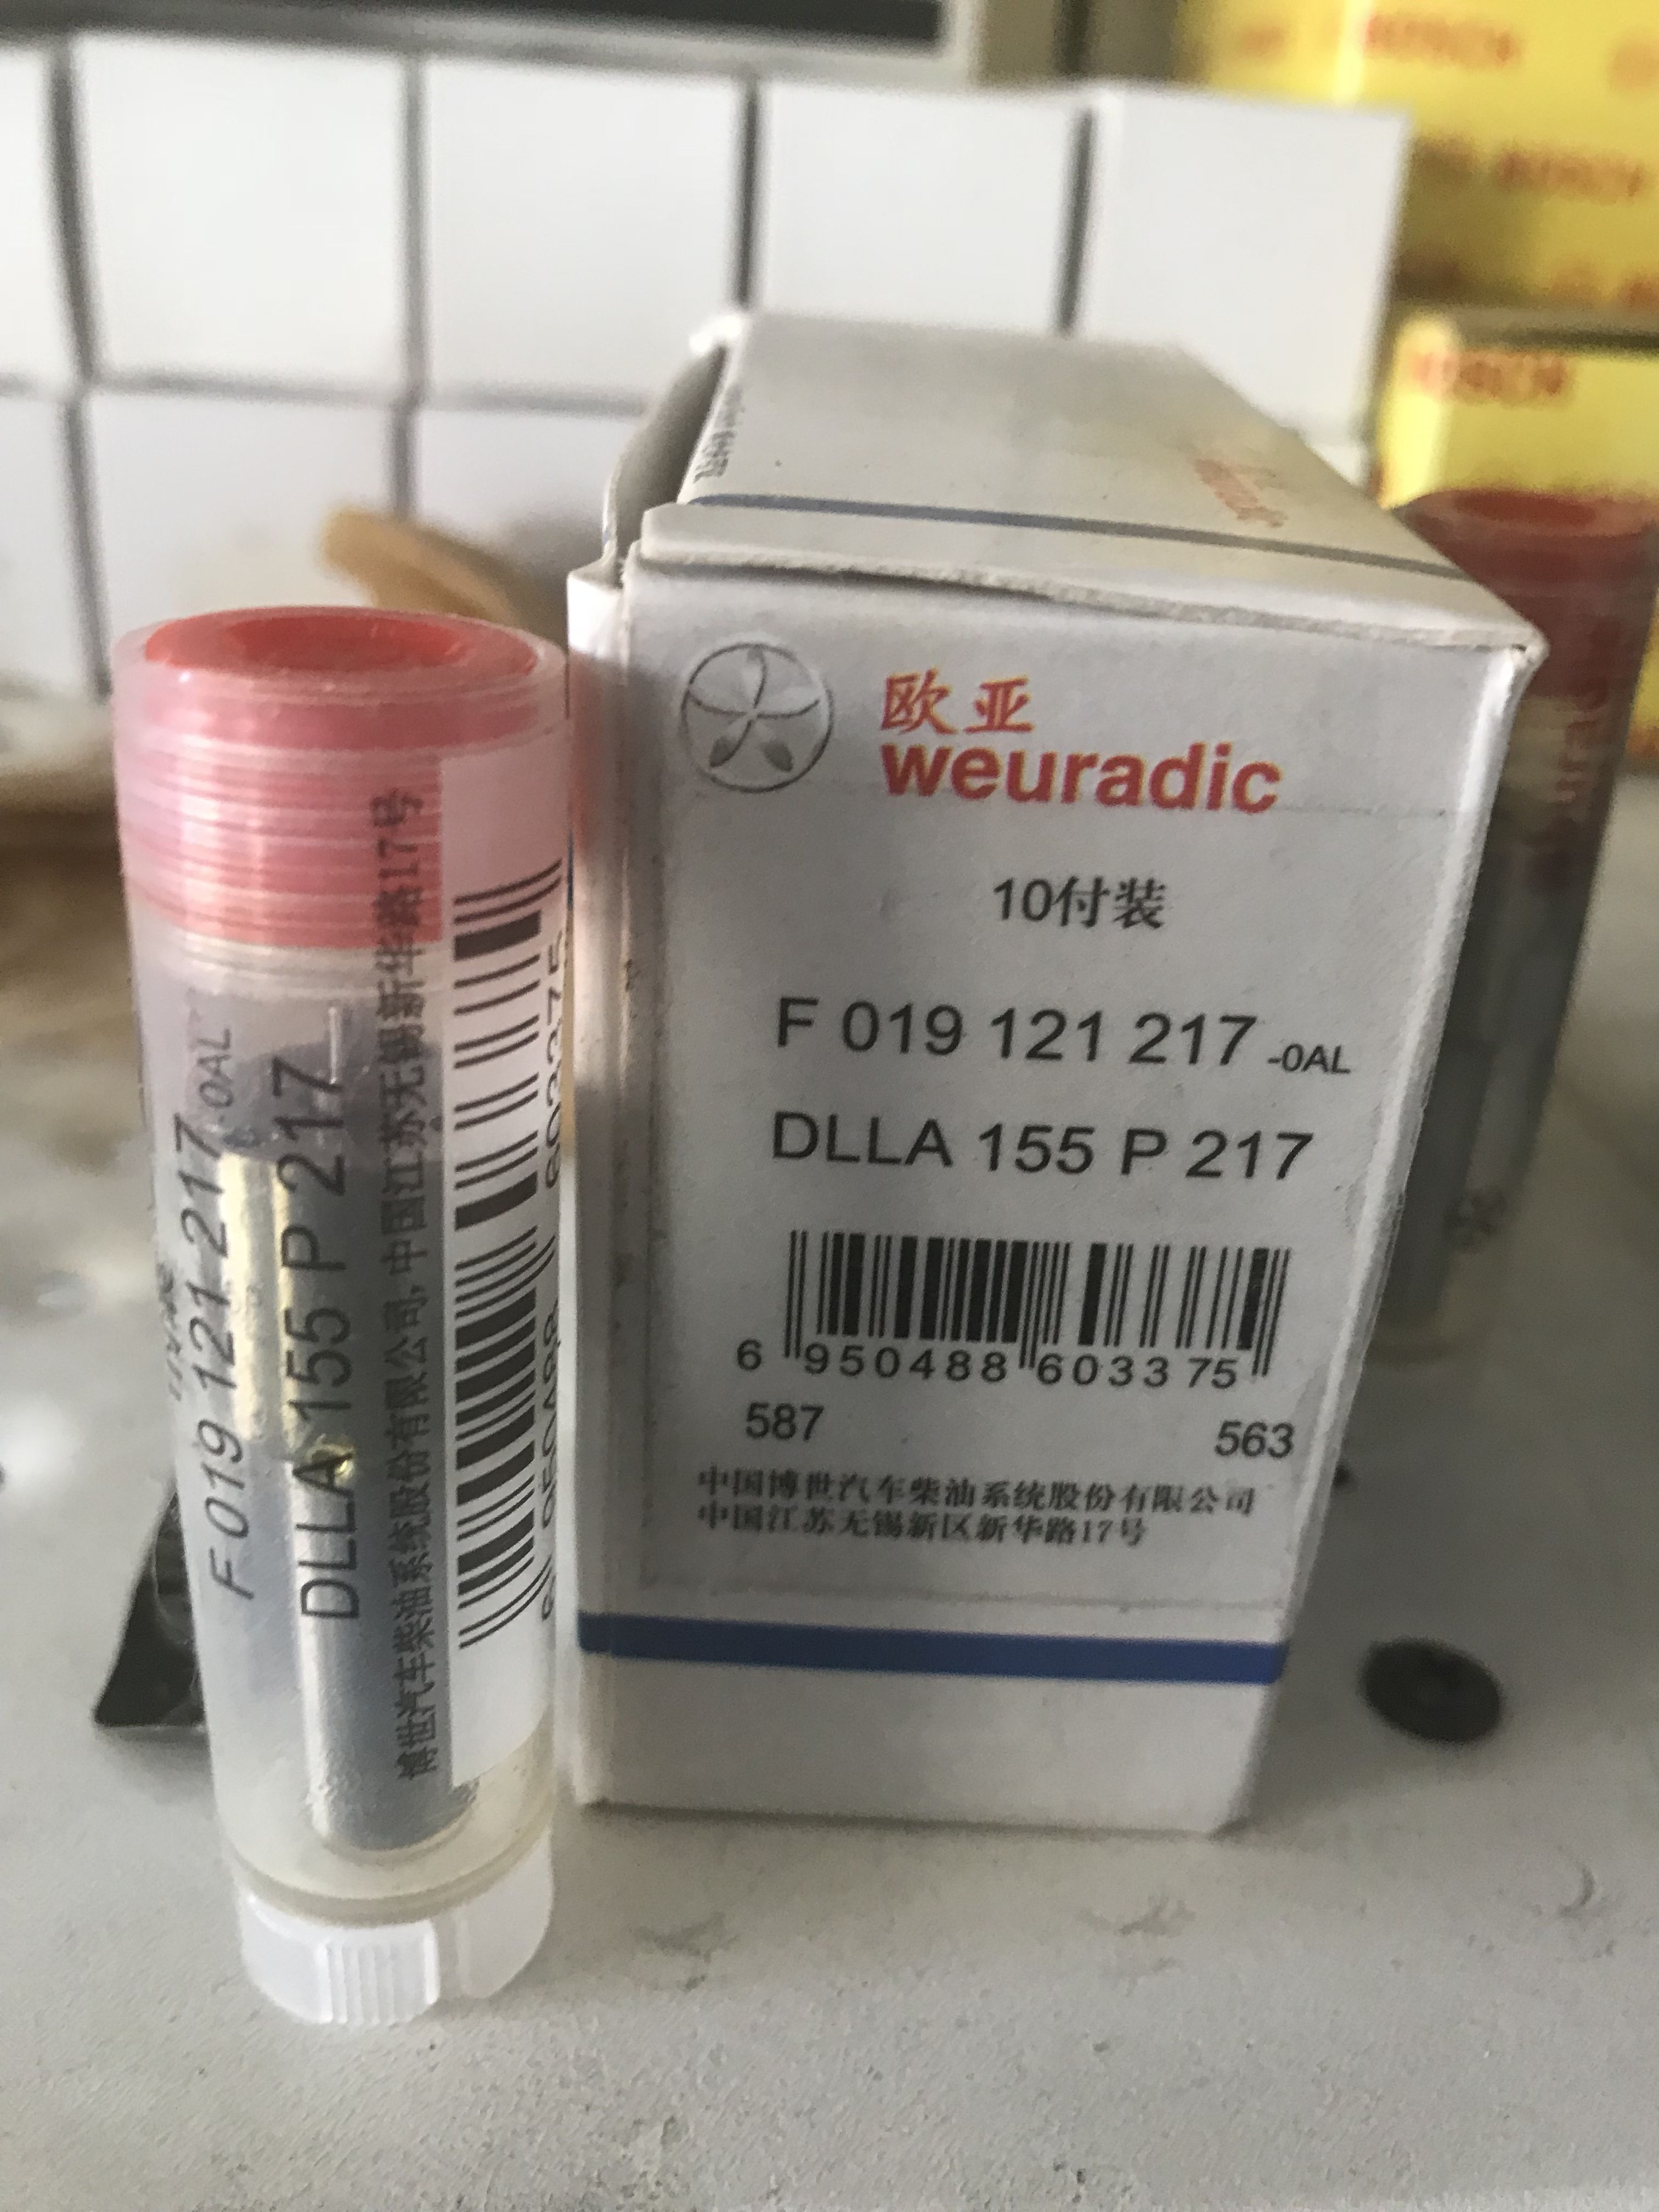 BOSCH
BOSCH
BOSCH
欧亚
weuradic
10付装
F 019 121 217 -0AL
DLLA 155 P 217
6 950488 603375
587 563
中国博世汽车柴油系统股份有限公司
中国江苏无锡新区新华路17号
F 019 121 217 -0AL
DLLA 155 P 217
博世汽车柴油系统股份有限公司, 中国江苏无锡新华路17号